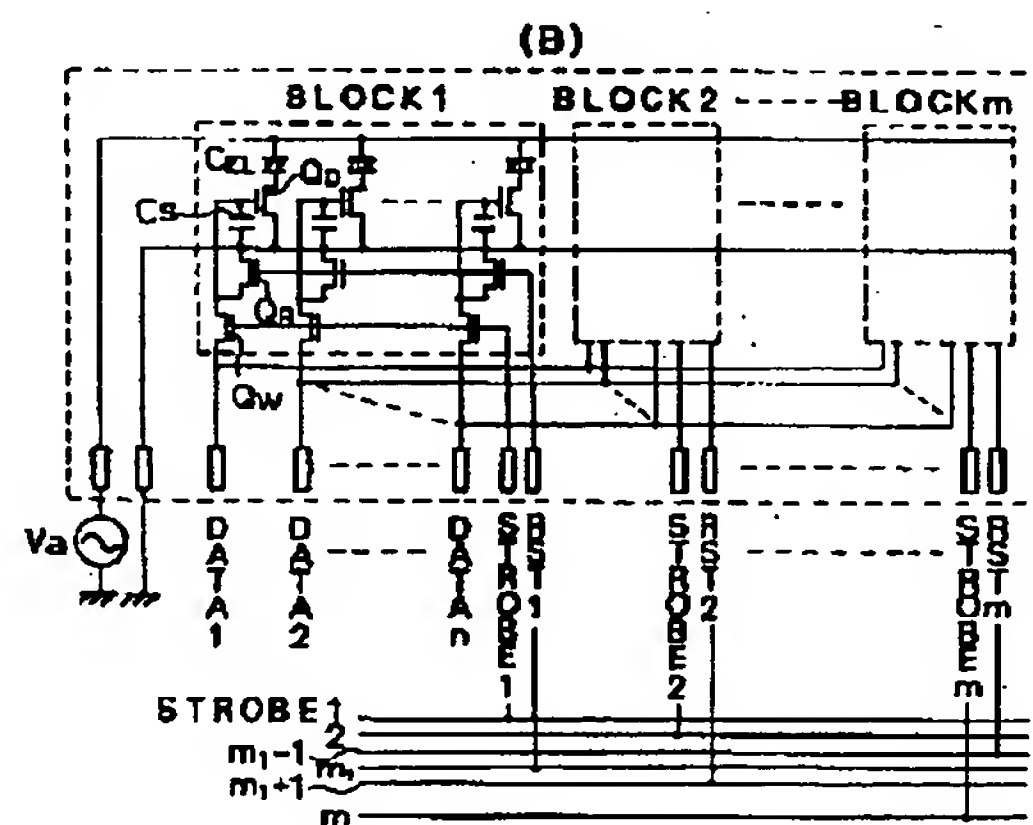 (B)
BLOCK1 BLOCK2 BLOCKm
CEL QD
CS
QR
QW
Va
DATA1 DATA2 DATAn STROBE1 RST1 STROBE2 RST2 STROBEm RSTm
STROBE1
2
m1-1
m1
m1+1
m